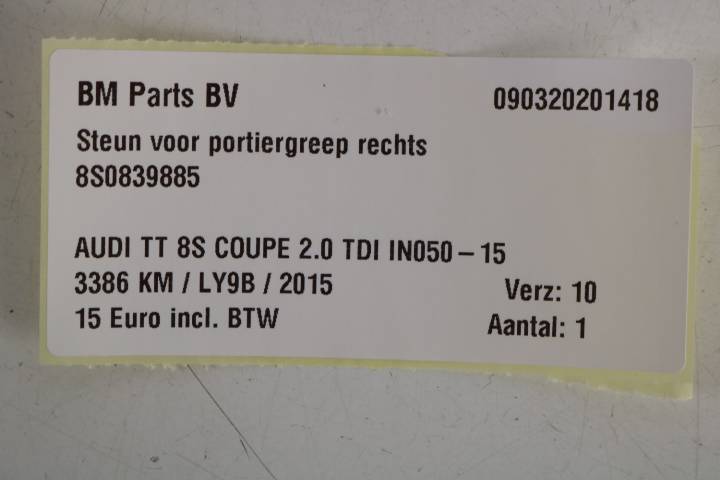 BM Parts BV 090320201418
Steun voor portiergreep rechts
8S0839885
AUDI TT 8S COUPE 2.0 TDI IN050-15
3386 KM / LY9B / 2015 Verz: 10
15 Euro incl. BTW Aantal: 1